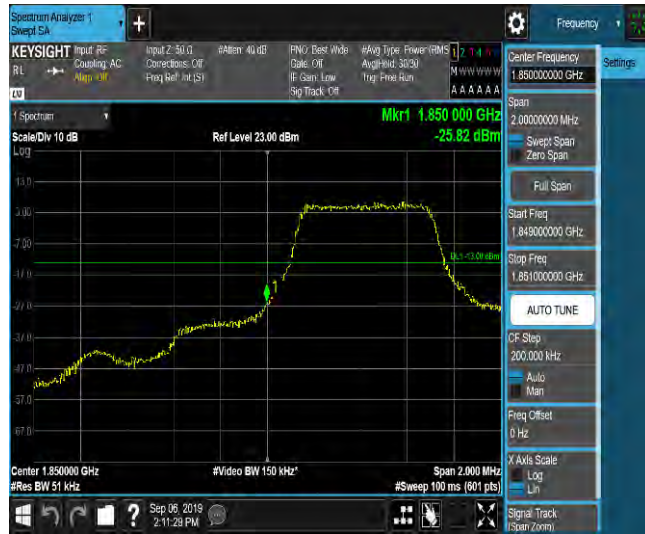 Spectrum Analyzer 1
Swept SA
+
Frequency
KEYSIGHT
RL
Input: RF
Coupling: AC
Align: Off
Input Z: 50 Ω
Corrections: Off
Freq Ref: Int (S)
#Atten: 40 dB
PNO: Best Wide
Gate: Off
IF Gain: Low
Sig Track: Off
#Avg Type: Power (RMS
Avg|Hold: 30/30
Trig: Free Run
M W W W W W
A A A A A A
1 Spectrum
Scale/Div 10 dB
Log
Ref Level 23.00 dBm
Mkr1 1.850 000 GHz
-25.82 dBm
13.0
3.00
-7.00
DL1 -13.00 dBm
-17.0
1
-27.0
-37.0
-47.0
-57.0
-67.0
Center 1.850000 GHz
#Res BW 51 kHz
#Video BW 150 kHz*
Span 2.000 MHz
#Sweep 100 ms (601 pts)
?
Sep 06, 2019
2:11:29 PM
Settings
Center Frequency
1.850000000 GHz
Span
2.00000000 MHz
Swept Span
Zero Span
Full Span
Start Freq
1.849000000 GHz
Stop Freq
1.851000000 GHz
AUTO TUNE
CF Step
200.000 kHz
Auto
Man
Freq Offset
0 Hz
X Axis Scale
Log
Lin
Signal Track
(Span Zoom)